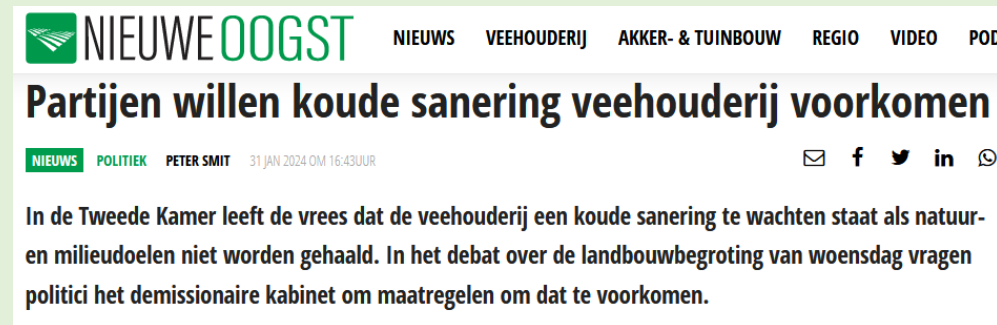 NIEUWE OOGST
NIEUWS VEEHOUDERIJ AKKER- & TUINBOUW REGIO VIDEO POD
Partijen willen koude sanering veehouderij voorkomen
NIEUWS POLITIEK PETER SMIT 31 JAN 2024 OM 16:43UUR
In de Tweede Kamer leeft de vrees dat de veehouderij een koude sanering te wachten staat als natuur-
en milieudoelen niet worden gehaald. In het debat over de landbouwbegroting van woensdag vragen
politici het demissionaire kabinet om maatregelen om dat te voorkomen.